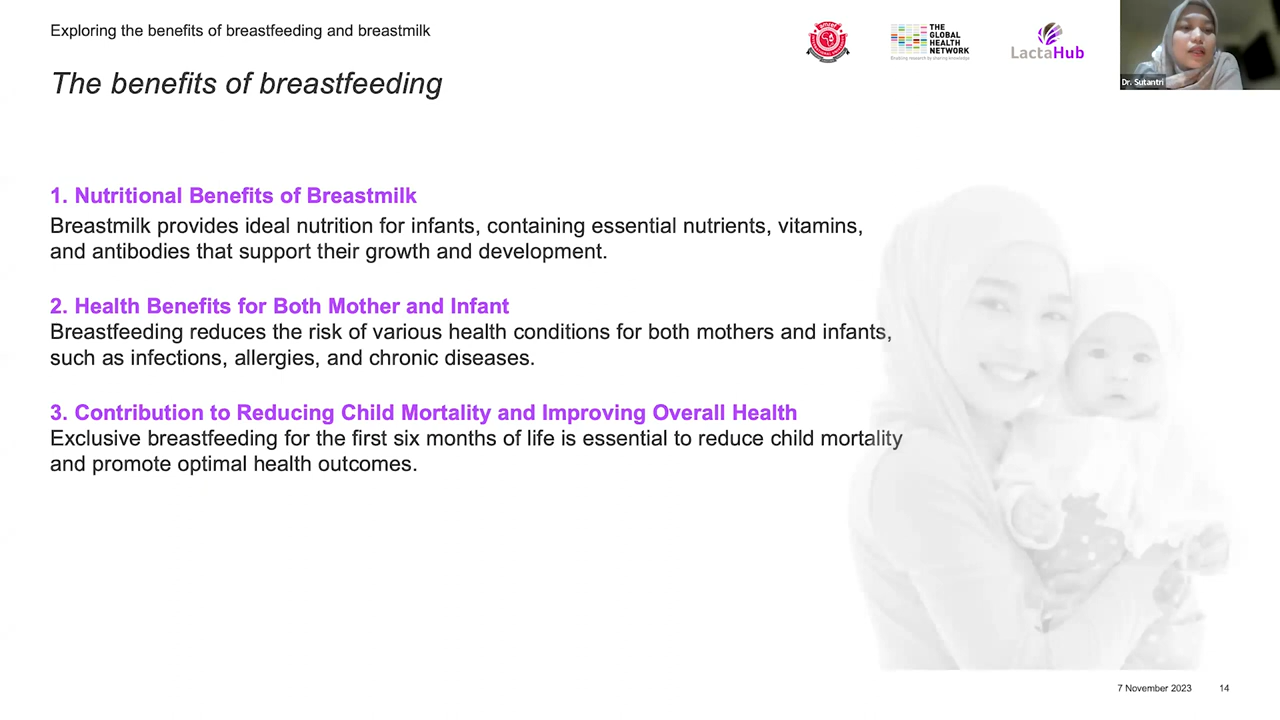 Exploring the benefits of breastfeeding and breastmilk
The benefits of breastfeeding
THE
GLOBAL
HEALTH
NETWORK
Enabling research by sharing knowledge
LactaHub
Dr. Sutantri
1. Nutritional Benefits of Breastmilk
Breastmilk provides ideal nutrition for infants, containing essential nutrients, vitamins,
and antibodies that support their growth and development.
2. Health Benefits for Both Mother and Infant
Breastfeeding reduces the risk of various health conditions for both mothers and infants,
such as infections, allergies, and chronic diseases.
3. Contribution to Reducing Child Mortality and Improving Overall Health
Exclusive breastfeeding for the first six months of life is essential to reduce child mortality
and promote optimal health outcomes.
7 November 2023
14